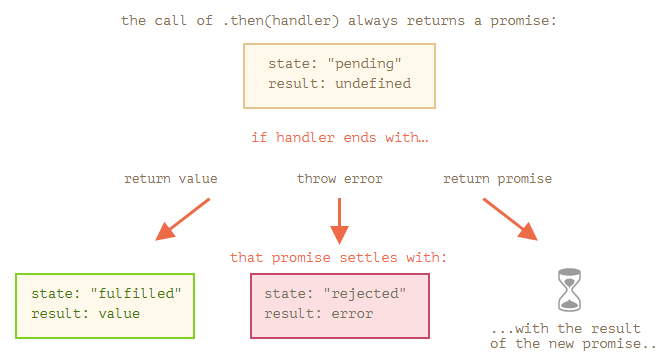 the call of .then(handler) always returns a promise:
state: "pending"
result: undefined
if handler ends with…
return value
throw error
return promise
that promise settles with:
state: "fulfilled"
result: value
state: "rejected"
result: error
...with the result
of the new promise..